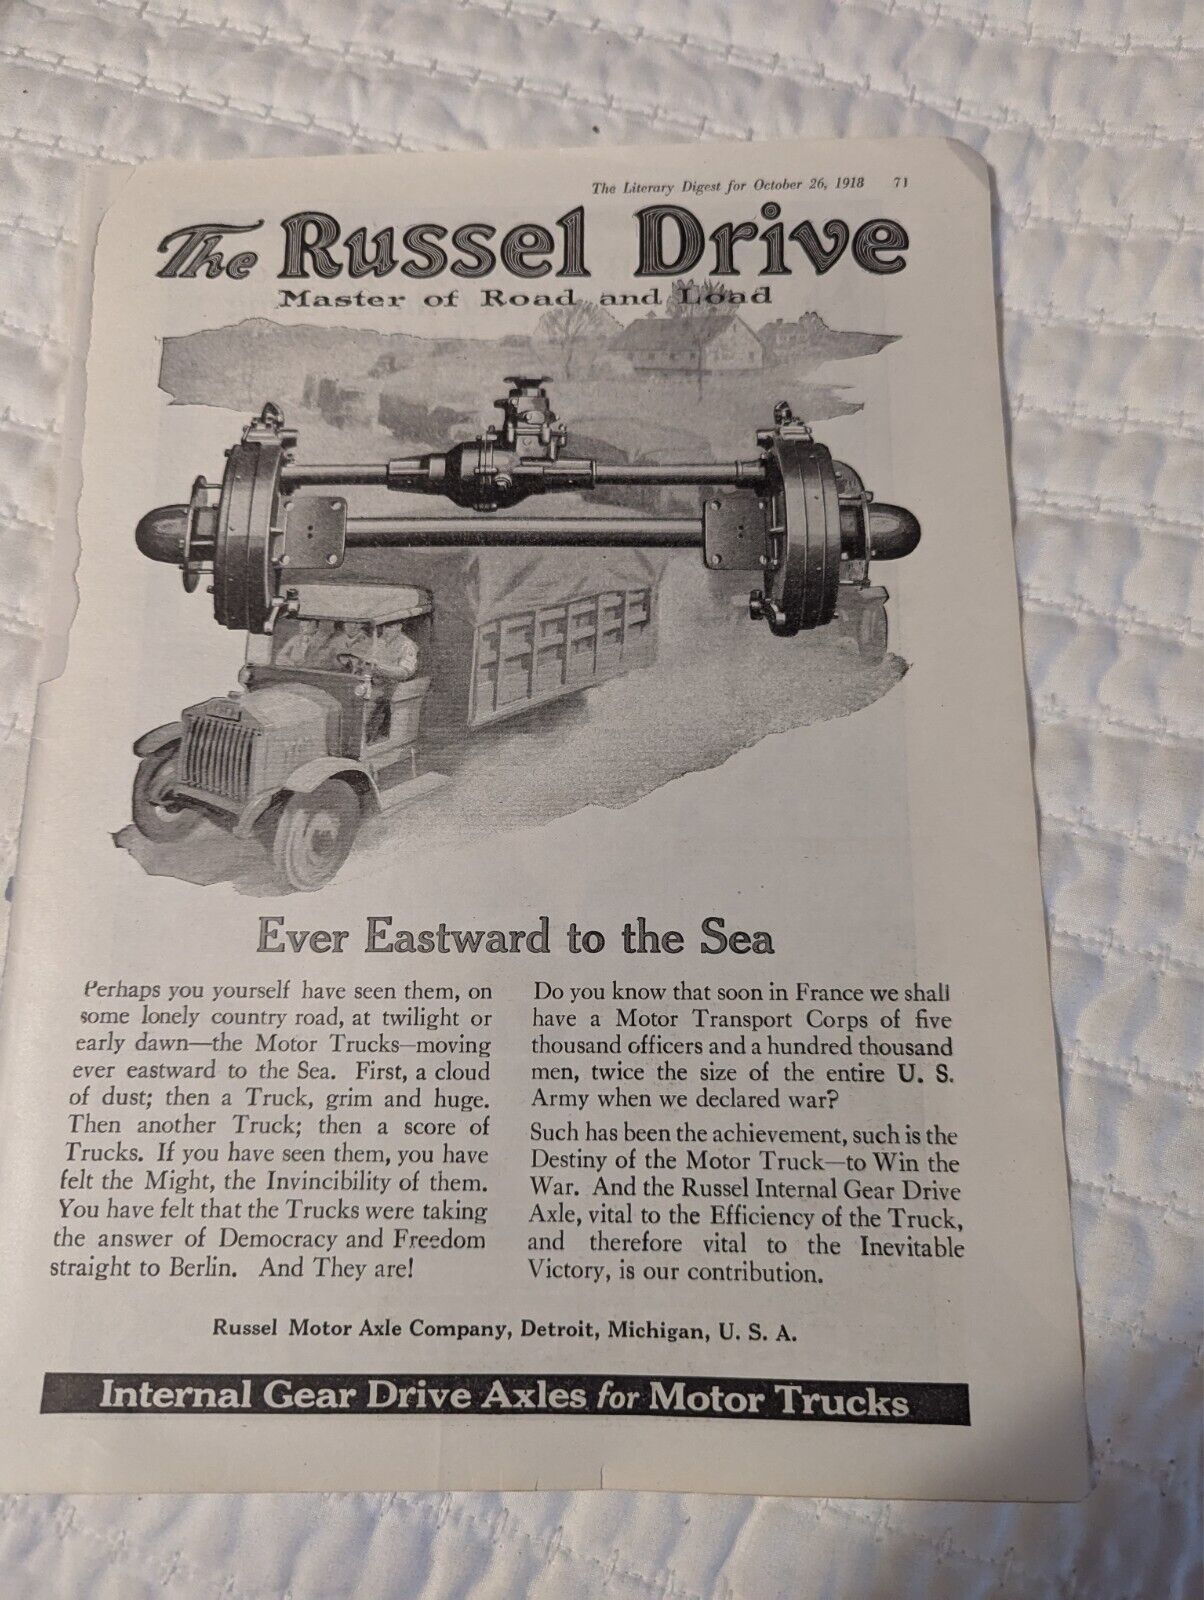 The Literary Digest for October 26, 1918 71
The Russel Drive
Master of Road and Load
Ever Eastward to the Sea
Perhaps you yourself have seen them, on
some lonely country road, at twilight or
early dawn—the Motor Trucks—moving
ever eastward to the Sea. First, a cloud
of dust; then a Truck, grim and huge.
Then another Truck; then a score of
Trucks. If you have seen them, you have
felt the Might, the Invincibility of them.
You have felt that the Trucks were taking
the answer of Democracy and Freedom
straight to Berlin. And They are!
Do you know that soon in France we shall
have a Motor Transport Corps of five
thousand officers and a hundred thousand
men, twice the size of the entire U. S.
Army when we declared war?
Such has been the achievement, such is the
Destiny of the Motor Truck—to Win the
War. And the Russel Internal Gear Drive
Axle, vital to the Efficiency of the Truck,
and therefore vital to the Inevitable
Victory, is our contribution.
Russel Motor Axle Company, Detroit, Michigan, U. S. A.
Internal Gear Drive Axles for Motor Trucks